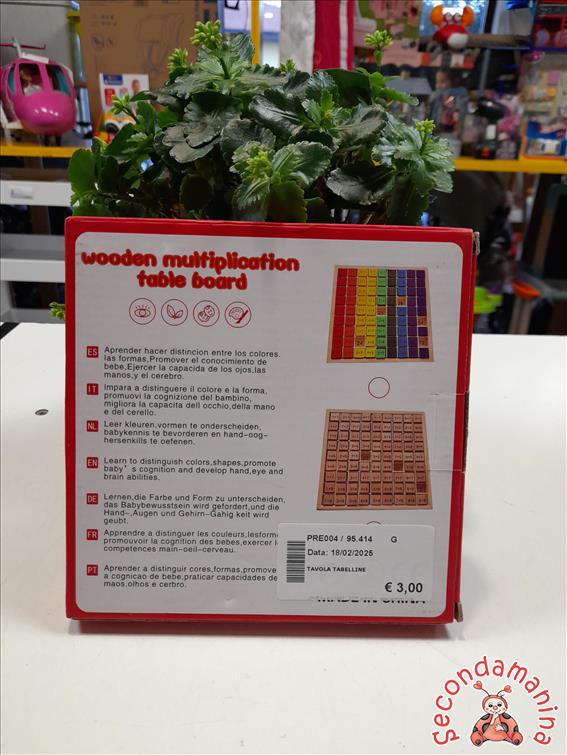 wooden multiplication
table board
ES Aprender hacer distincion entre los colores.
las formas,Promover el conocimiento de
bebe,Ejercer la capacida de los ojos,las
manos,y el cerebro.
IT Impara a distinguere il colore e la forma,
promuovi la cognizione del bambino,
migliora la capacita dell occhio,della mano
e del cerello.
NL Leer kleuren,vormen te onderscheiden,
babykennis te bevorderen en hand-oog-
hersenkills te oefenen.
EN Learn to distinguish colors,shapes,promote
baby's cognition and develop hand,eye and
brain abilities.
DE Lernen,die Farbe und Form zu unterscheiden,
das Babybewusstsein wird gefordert,und die
Hand-,Augen und Gehirn-Gahig keit wird
geubt.
FR Apprendre a distinguer les couleurs,lesforme
promouvoir la cognition des bebes,exercer l
competences main-oeil-cerveau.
PT Aprender a distinguir cores,formas,promove
a cognicao de bebe,praticar capacidades de
maos.olhos e cerbro.
PRE004 / 95.414 G
Data: 18/02/2025
TAVOLA TABELLINE
€ 3,00
MADE IN CHINA
Secondamanina